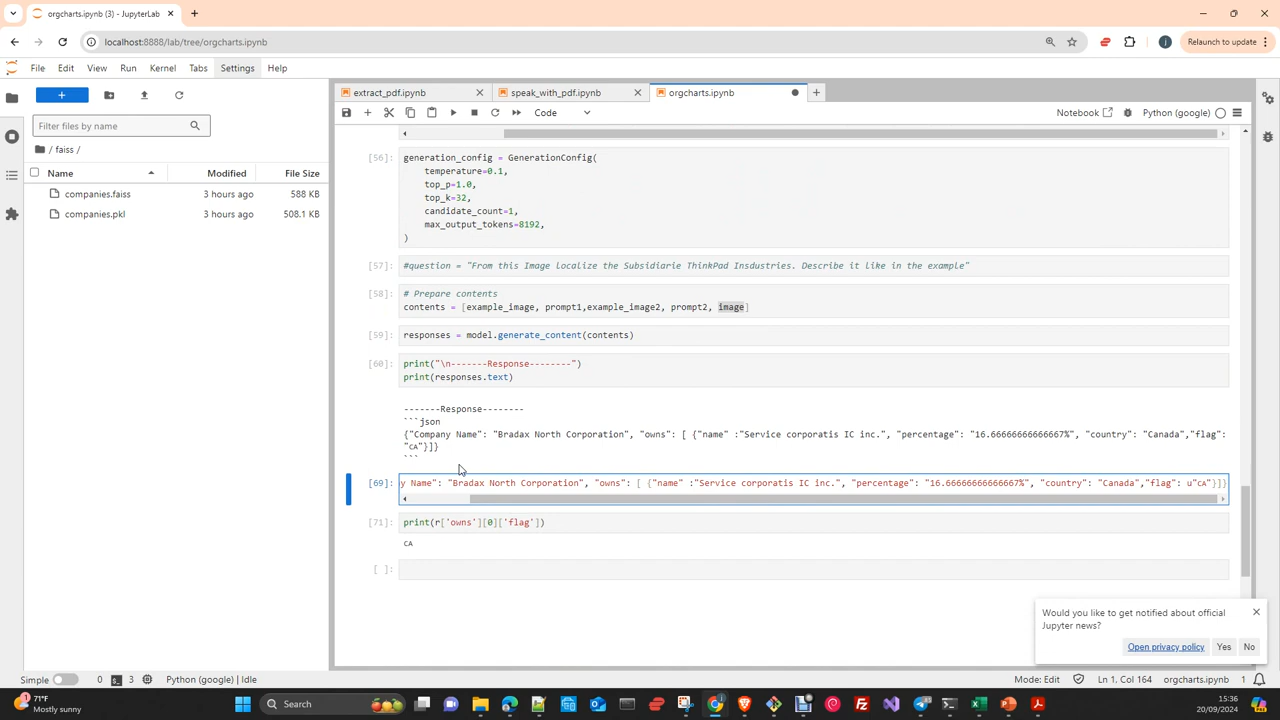 orgcharts.ipynb (3) - JupyterLab
localhost:8888/lab/tree/orgcharts.ipynb
Relaunch to update
File Edit View Run Kernel Tabs Settings Help
extract_pdf.ipynb
speak_with_pdf.ipynb
orgcharts.ipynb
Filter files by name
Code
Notebook
Python (google)
/ faiss /
Name Modified File Size
companies.faiss 3 hours ago 588 KB
companies.pkl 3 hours ago 508.1 KB
[56]: generation_config = GenerationConfig(
temperature=0.1,
top_p=1.0,
top_k=32,
candidate_count=1,
max_output_tokens=8192,
)
[57]: #question = "From this Image localize the Subsidiarie ThinkPad Insdustries. Describe it like in the example"
[58]: # Prepare contents
contents = [example_image, prompt1,example_image2, prompt2, image]
[59]: responses = model.generate_content(contents)
[60]: print("\n-------Response--------")
print(responses.text)
-------Response--------
```json
{"Company Name": "Bradax North Corporation", "owns": [ {"name" :"Service corporatis IC inc.", "percentage": "16.66666666666667%", "country": "Canada","flag":
"CA"}]}
```
[69]: y Name": "Bradax North Corporation", "owns": [ {"name" :"Service corporatis IC inc.", "percentage": "16.66666666666667%", "country": "Canada","flag": u"CA"}]}
[71]: print(r['owns'][0]['flag'])
CA
[ ]:
Would you like to get notified about official
Jupyter news?
Open privacy policy Yes No
Simple 0 3 Python (google) | Idle Mode: Edit Ln 1, Col 164 orgcharts.ipynb 1
71°F
Mostly sunny
Search
15:36
20/09/2024